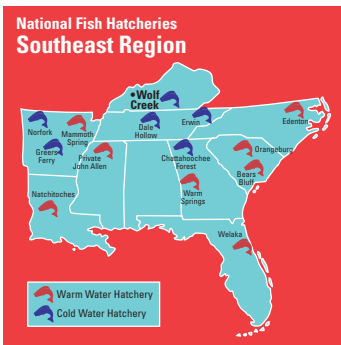 National Fish Hatcheries
Southeast Region
•Wolf
Creek
Norfork
Mammoth
Spring
Dale
Hollow
Erwin
Edenton
Greers
Ferry
Private
John Allen
Chattahoochee
Forest
Orangeburg
Bears
Bluff
Natchitoches
Warm
Springs
Welaka
Warm Water Hatchery
Cold Water Hatchery